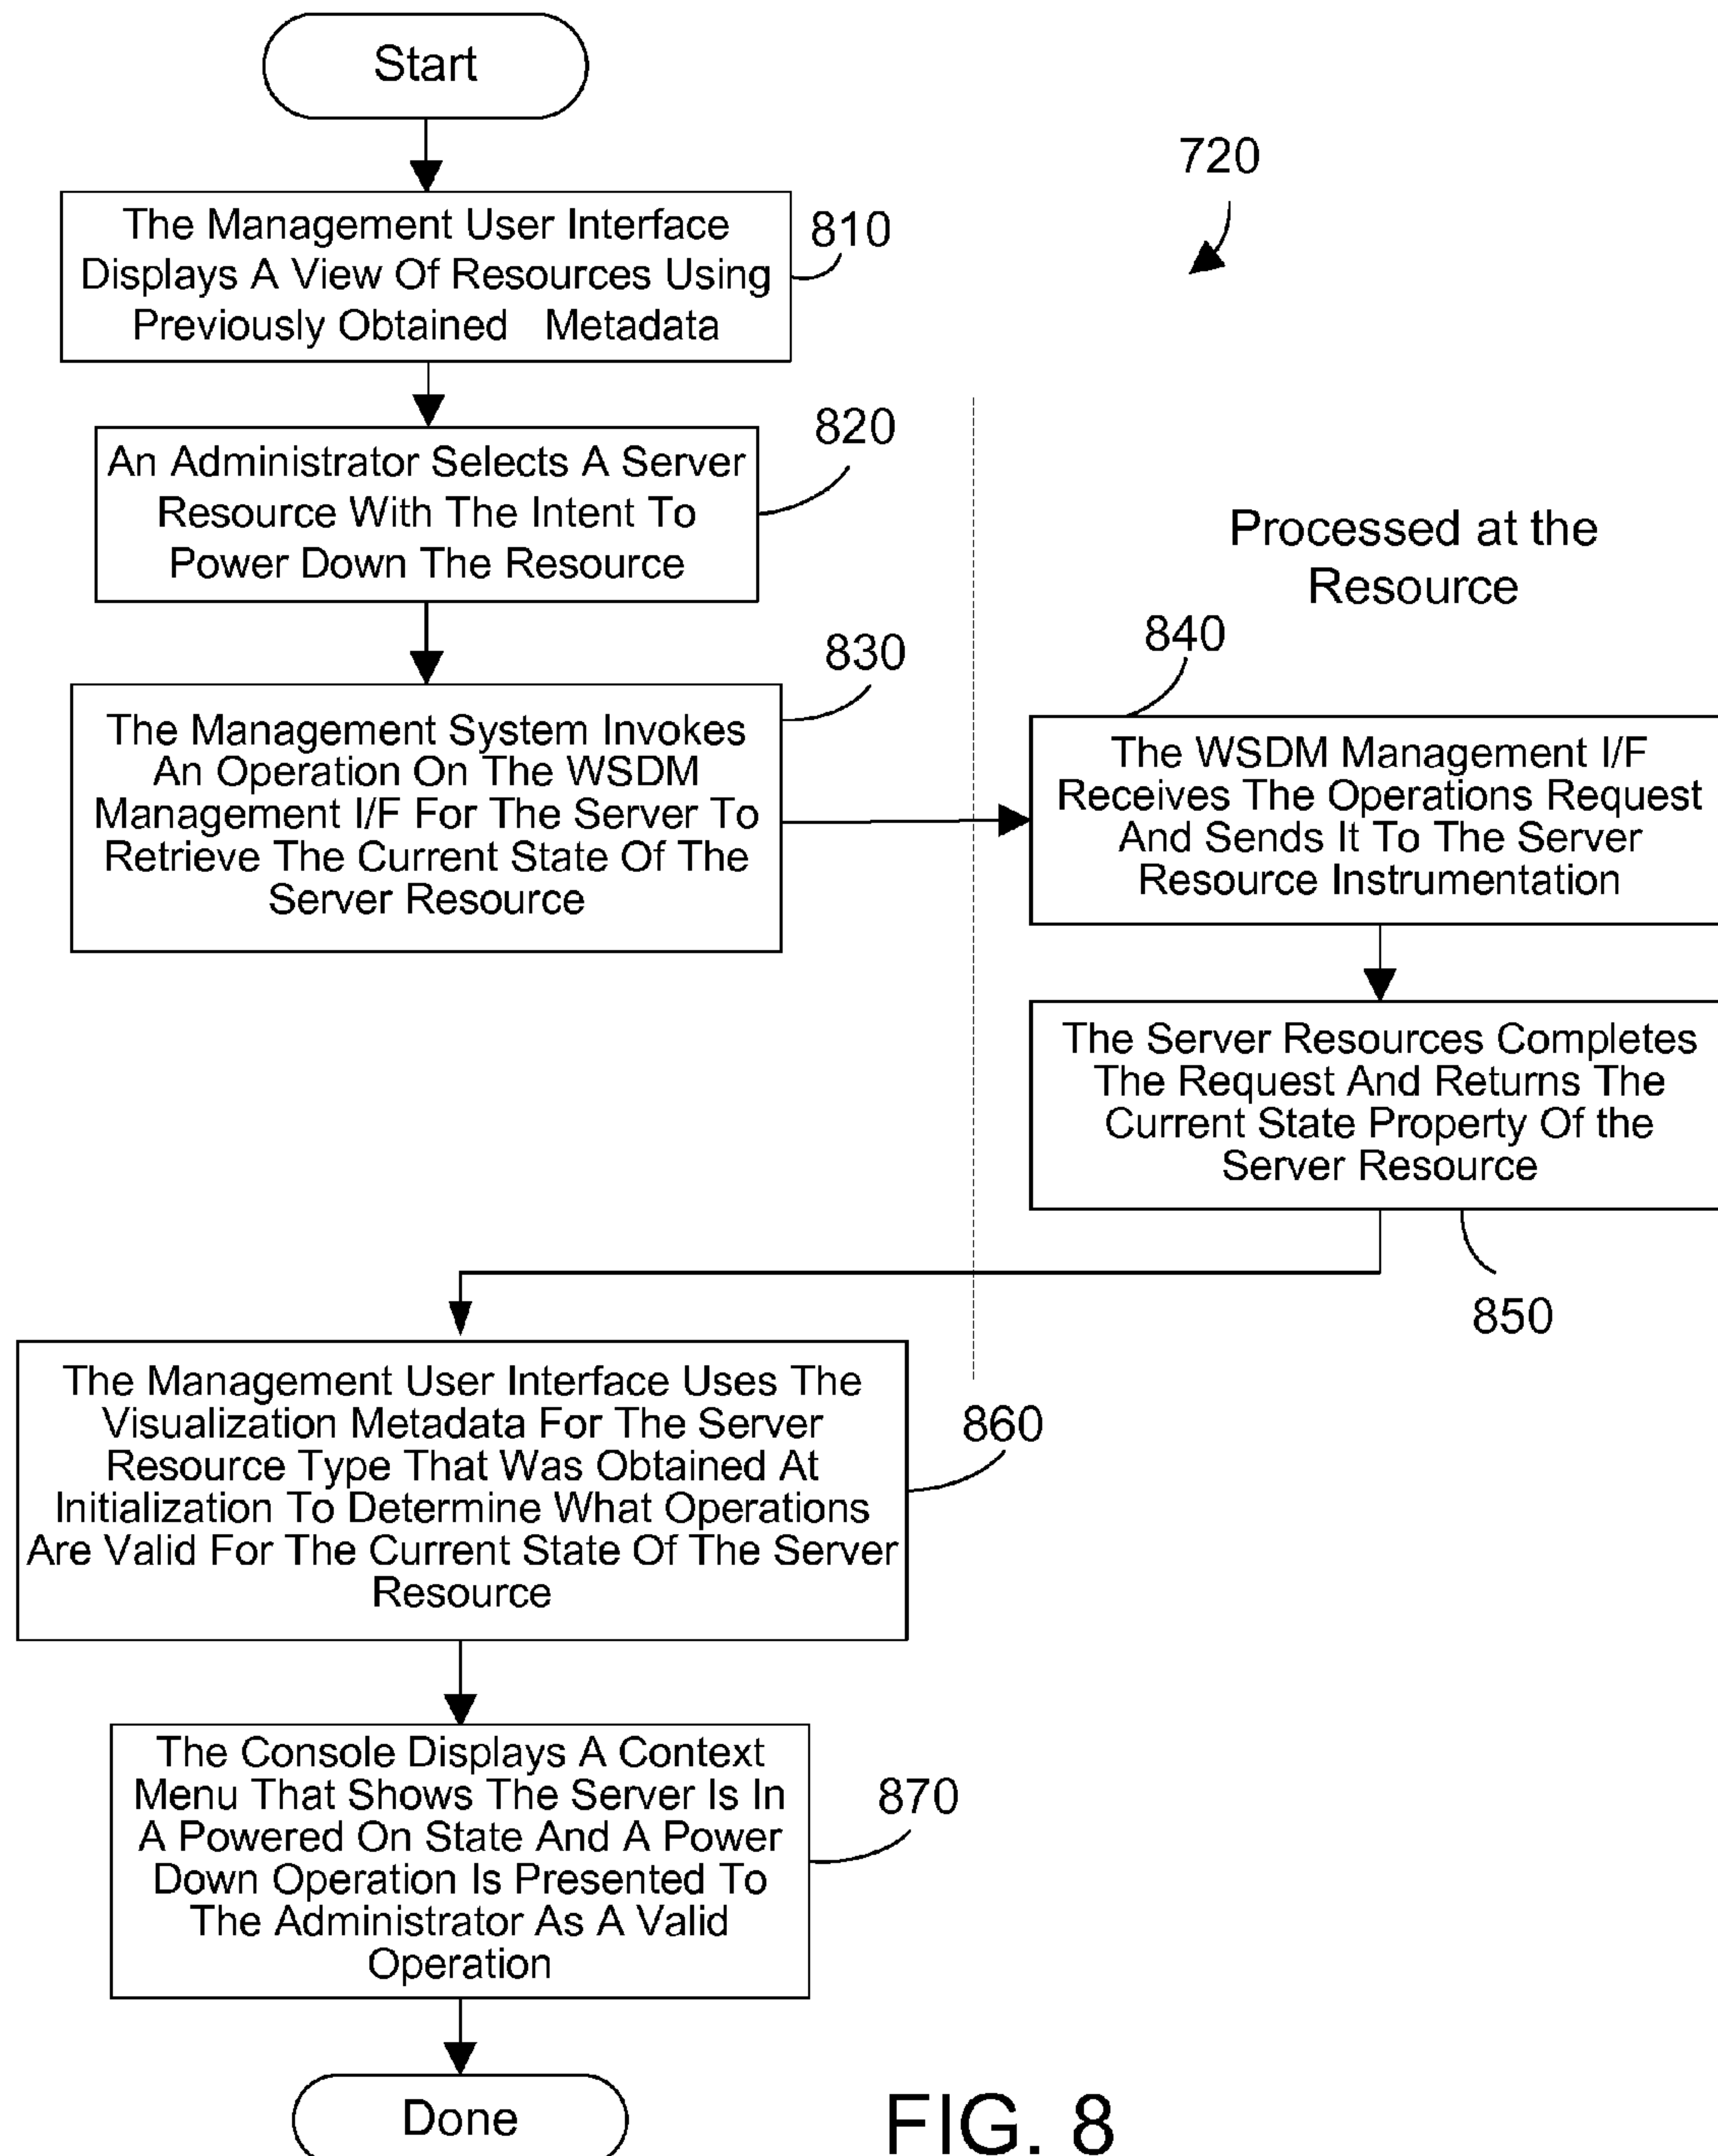 Start
720
The Management User Interface
Displays A View Of Resources Using
Previously Obtained Metadata
810
An Administrator Selects A Server
Resource With The Intent To
Power Down The Resource
820
Processed at the
Resource
The Management System Invokes
An Operation On The WSDM
Management I/F For The Server To
Retrieve The Current State Of The
Server Resource
830
840
The WSDM Management I/F
Receives The Operations Request
And Sends It To The Server
Resource Instrumentation
The Server Resources Completes
The Request And Returns The
Current State Property Of the
Server Resource
850
The Management User Interface Uses The
Visualization Metadata For The Server
Resource Type That Was Obtained At
Initialization To Determine What Operations
Are Valid For The Current State Of The Server
Resource
860
The Console Displays A Context
Menu That Shows The Server Is In
A Powered On State And A Power
Down Operation Is Presented To
The Administrator As A Valid
Operation
870
Done
FIG. 8